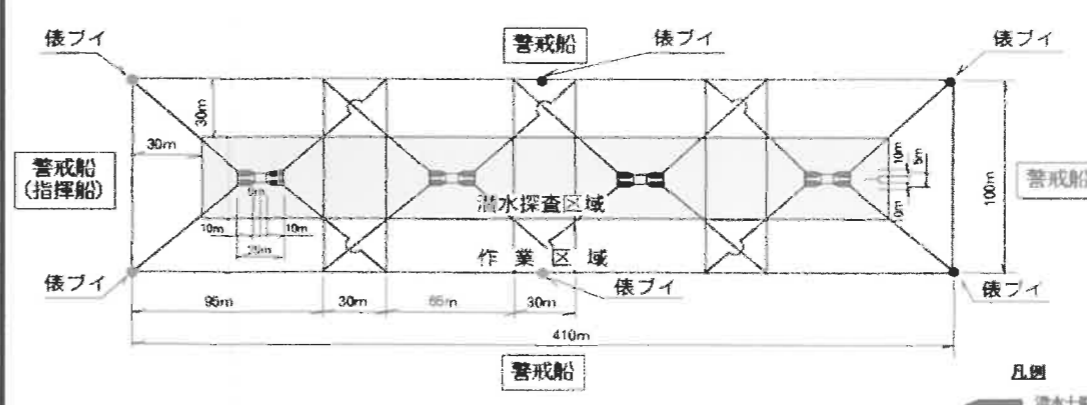 俵ブイ
警戒船
俵ブイ
俵ブイ
30m
30m
警戒船
(指揮船)
10m
5m
100m
警戒船
潜水探査区域
10m
10m
10m
作業区域
俵ブイ
俵ブイ
俵ブイ
95m
30m
65m
30m
410m
警戒船
凡例